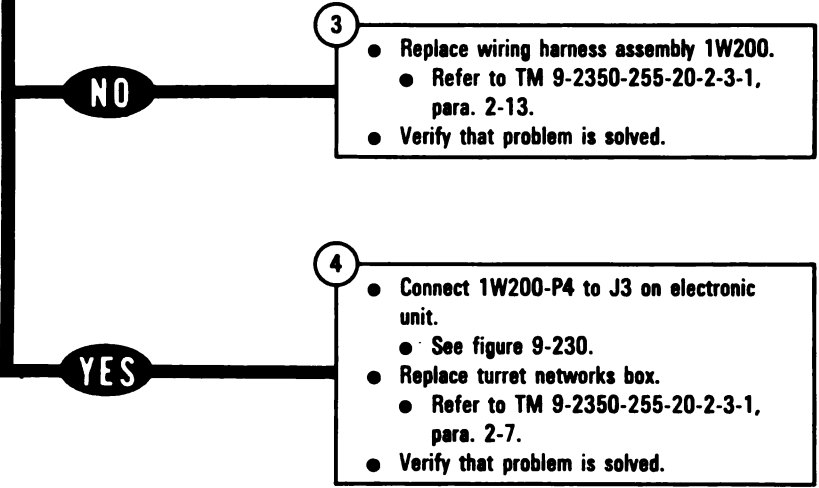 3
● Replace wiring harness assembly 1W200.
● Refer to TM 9-2350-255-20-2-3-1,
para. 2-13.
● Verify that problem is solved.
NO
4
● Connect 1W200-P4 to J3 on electronic
unit.
● See figure 9-230.
● Replace turret networks box.
● Refer to TM 9-2350-255-20-2-3-1,
para. 2-7.
● Verify that problem is solved.
YES